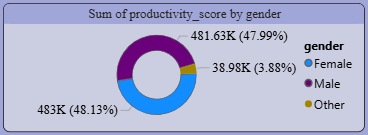 Sum of productivity_score by gender
481.63K (47.99%)
38.98K (3.88%)
483K (48.13%)
gender
Female
Male
Other